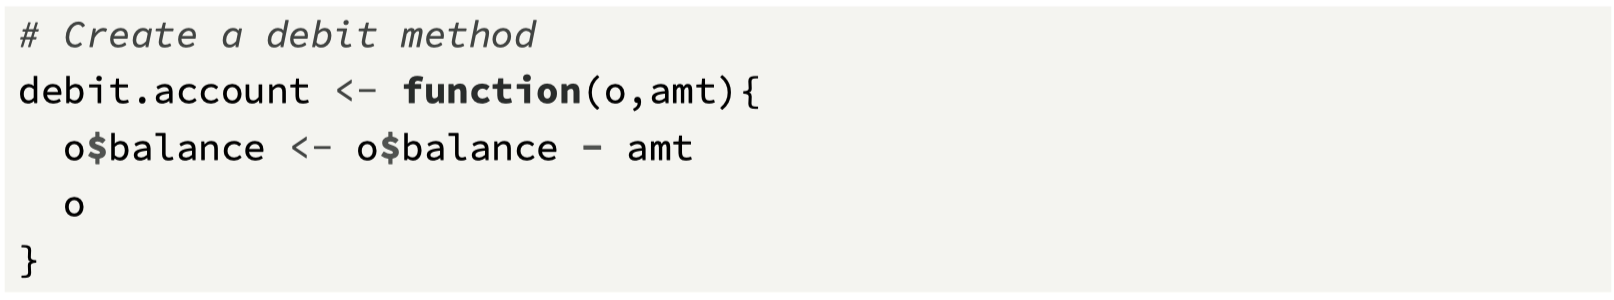 # Create a debit method
debit.account <- function(o,amt){
  o$balance <- o$balance - amt
  o
}